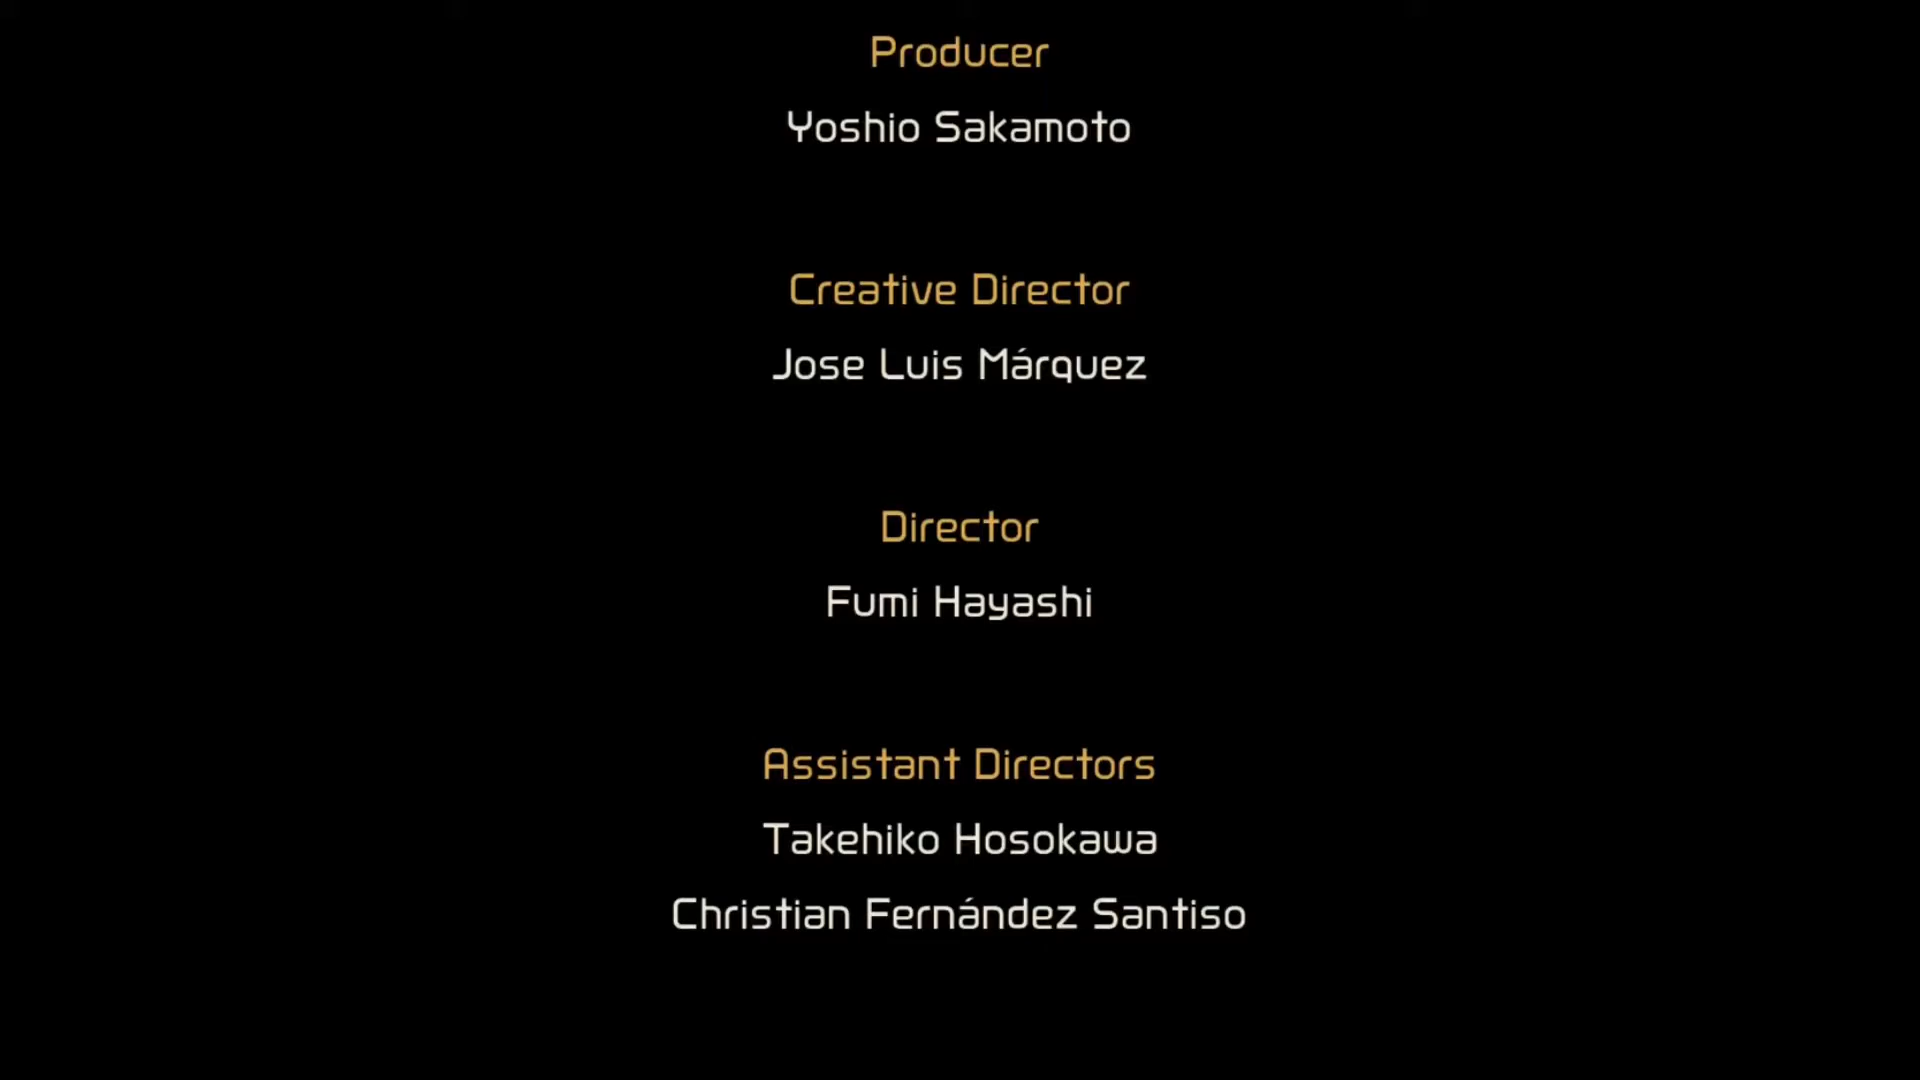 Producer
Yoshio Sakamoto
Creative Director
Jose Luis Márquez
Director
Fumi Hayashi
Assistant Directors
Takehiko Hosokawa
Christian Fernández Santiso